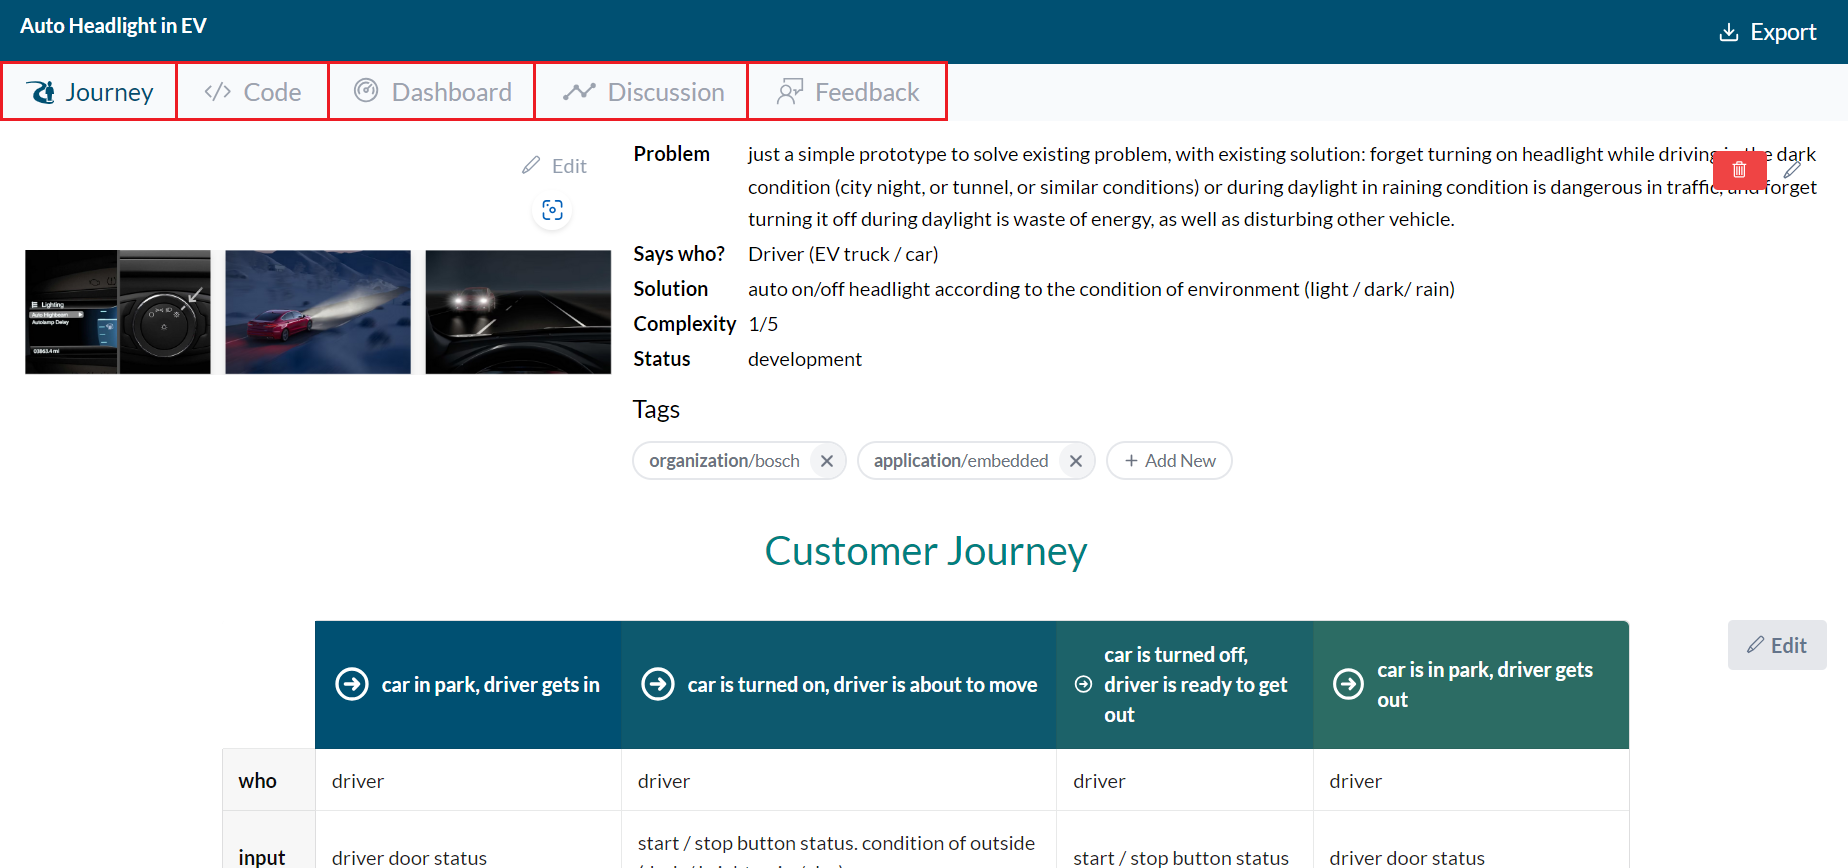 Auto Headlight in EV
Export
Journey
Code
Dashboard
Discussion
Feedback
Edit
Problem
just a simple prototype to solve existing problem, with existing solution: forget turning on headlight while driving in the dark
condition (city night, or tunnel, or similar conditions) or during daylight in raining condition is dangerous in traffic, and forget
turning it off during daylight is waste of energy, as well as disturbing other vehicle.
Says who?
Driver (EV truck / car)
Solution
auto on/off headlight according to the condition of environment (light / dark/ rain)
Complexity
1/5
Status
development
Lighting
Auto Highbeam
Autolamp Delay
03863.4 mi
Tags
organization/bosch
application/embedded
+ Add New
Customer Journey
Edit
car in park, driver gets in
car is turned on, driver is about to move
car is turned off,
driver is ready to get
out
car is in park, driver gets
out
who
driver
driver
driver
driver
input
driver door status
start / stop button status. condition of outside
start / stop button status
driver door status